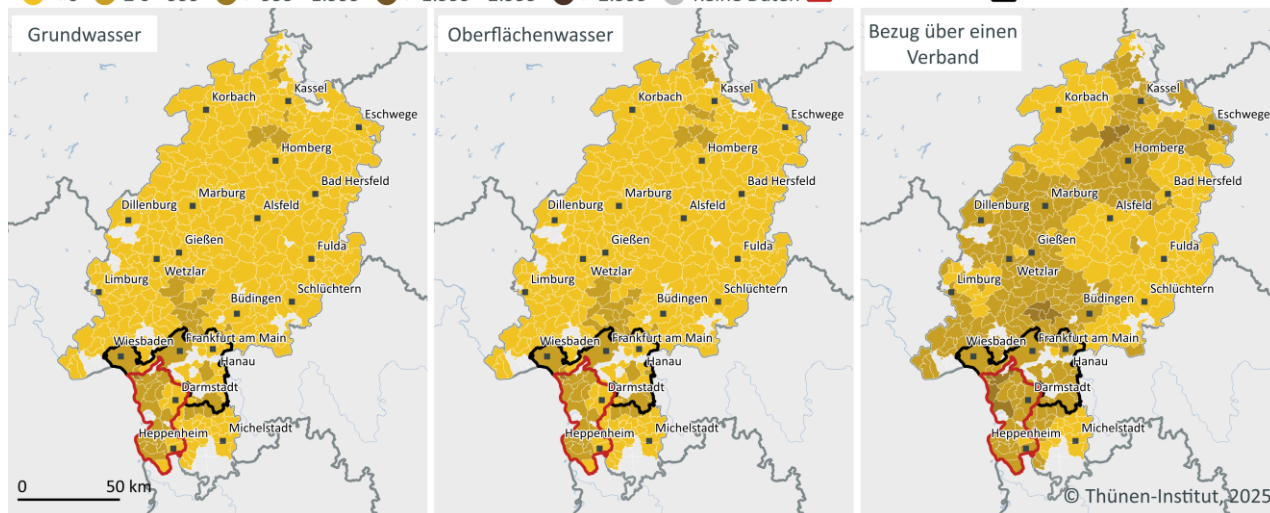 keine Daten
Grundwasser
Korbach
Kassel
Eschwege
Homberg
Bad Hersfeld
Marburg
Alsfeld
Dillenburg
Gießen
Fulda
Wetzlar
Limburg
Schlüchtern
Büdingen
Wiesbaden
Frankfurt am Main
Hanau
Darmstadt
Heppenheim
Michelstadt
0 50 km
Oberflächenwasser
Korbach
Kassel
Eschwege
Homberg
Bad Hersfeld
Marburg
Alsfeld
Dillenburg
Gießen
Fulda
Wetzlar
Limburg
Schlüchtern
Büdingen
Wiesbaden
Frankfurt am Main
Hanau
Darmstadt
Heppenheim
Michelstadt
Bezug über einen
Verband
Korbach
Kassel
Eschwege
Homberg
Bad Hersfeld
Marburg
Alsfeld
Dillenburg
Gießen
Fulda
Wetzlar
Limburg
Schlüchtern
Büdingen
Wiesbaden
Frankfurt am Main
Hanau
Darmstadt
Heppenheim
Michelstadt
© Thünen-Institut, 2025